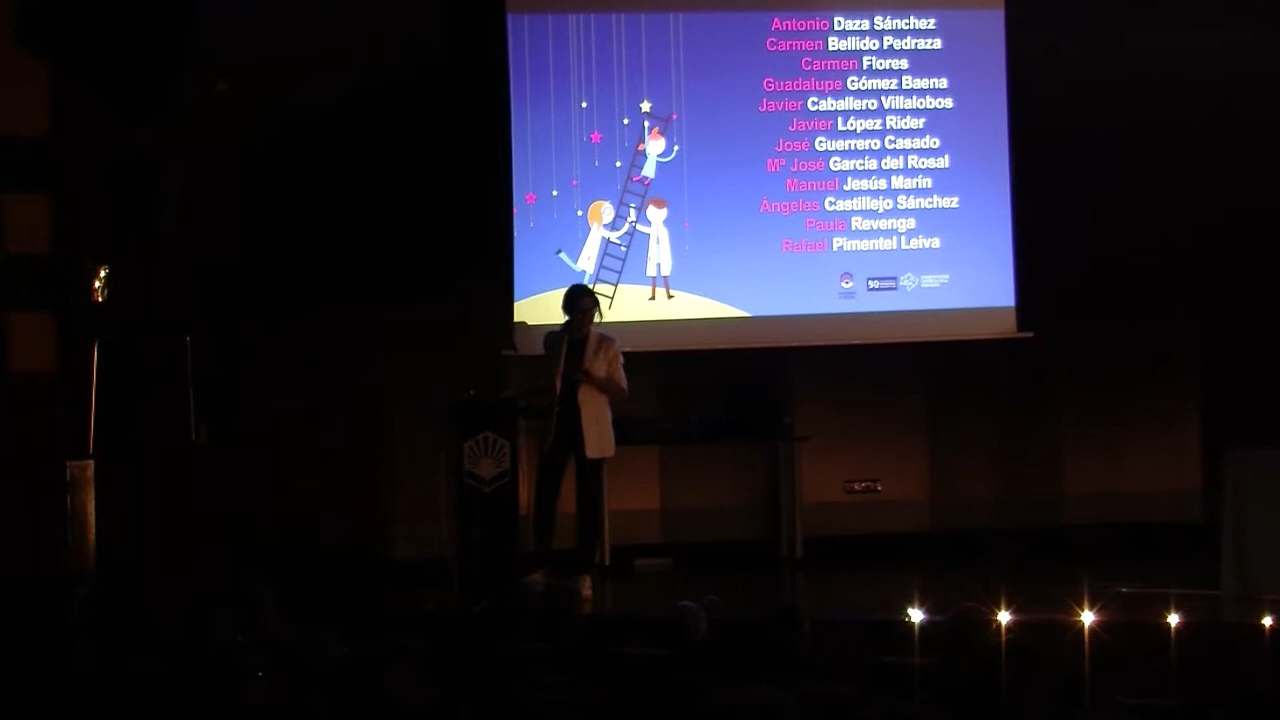 Antonio Daza Sánchez
Carmen Bellido Pedraza
Carmen Flores
Guadalupe Gómez Baena
Javier Caballero Villalobos
Javier López Rider
José Guerrero Casado
Mª José García del Rosal
Manuel Jesús Marín
Ángeles Castillejo Sánchez
Paula Revenga
Rafael Pimentel Leiva